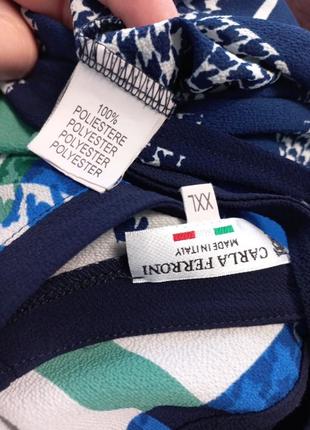 100%
POLIESTERE
POLYESTER
POLYESTER
POLYESTER
XXL
MADE IN ITALY
CARLA FERRONI